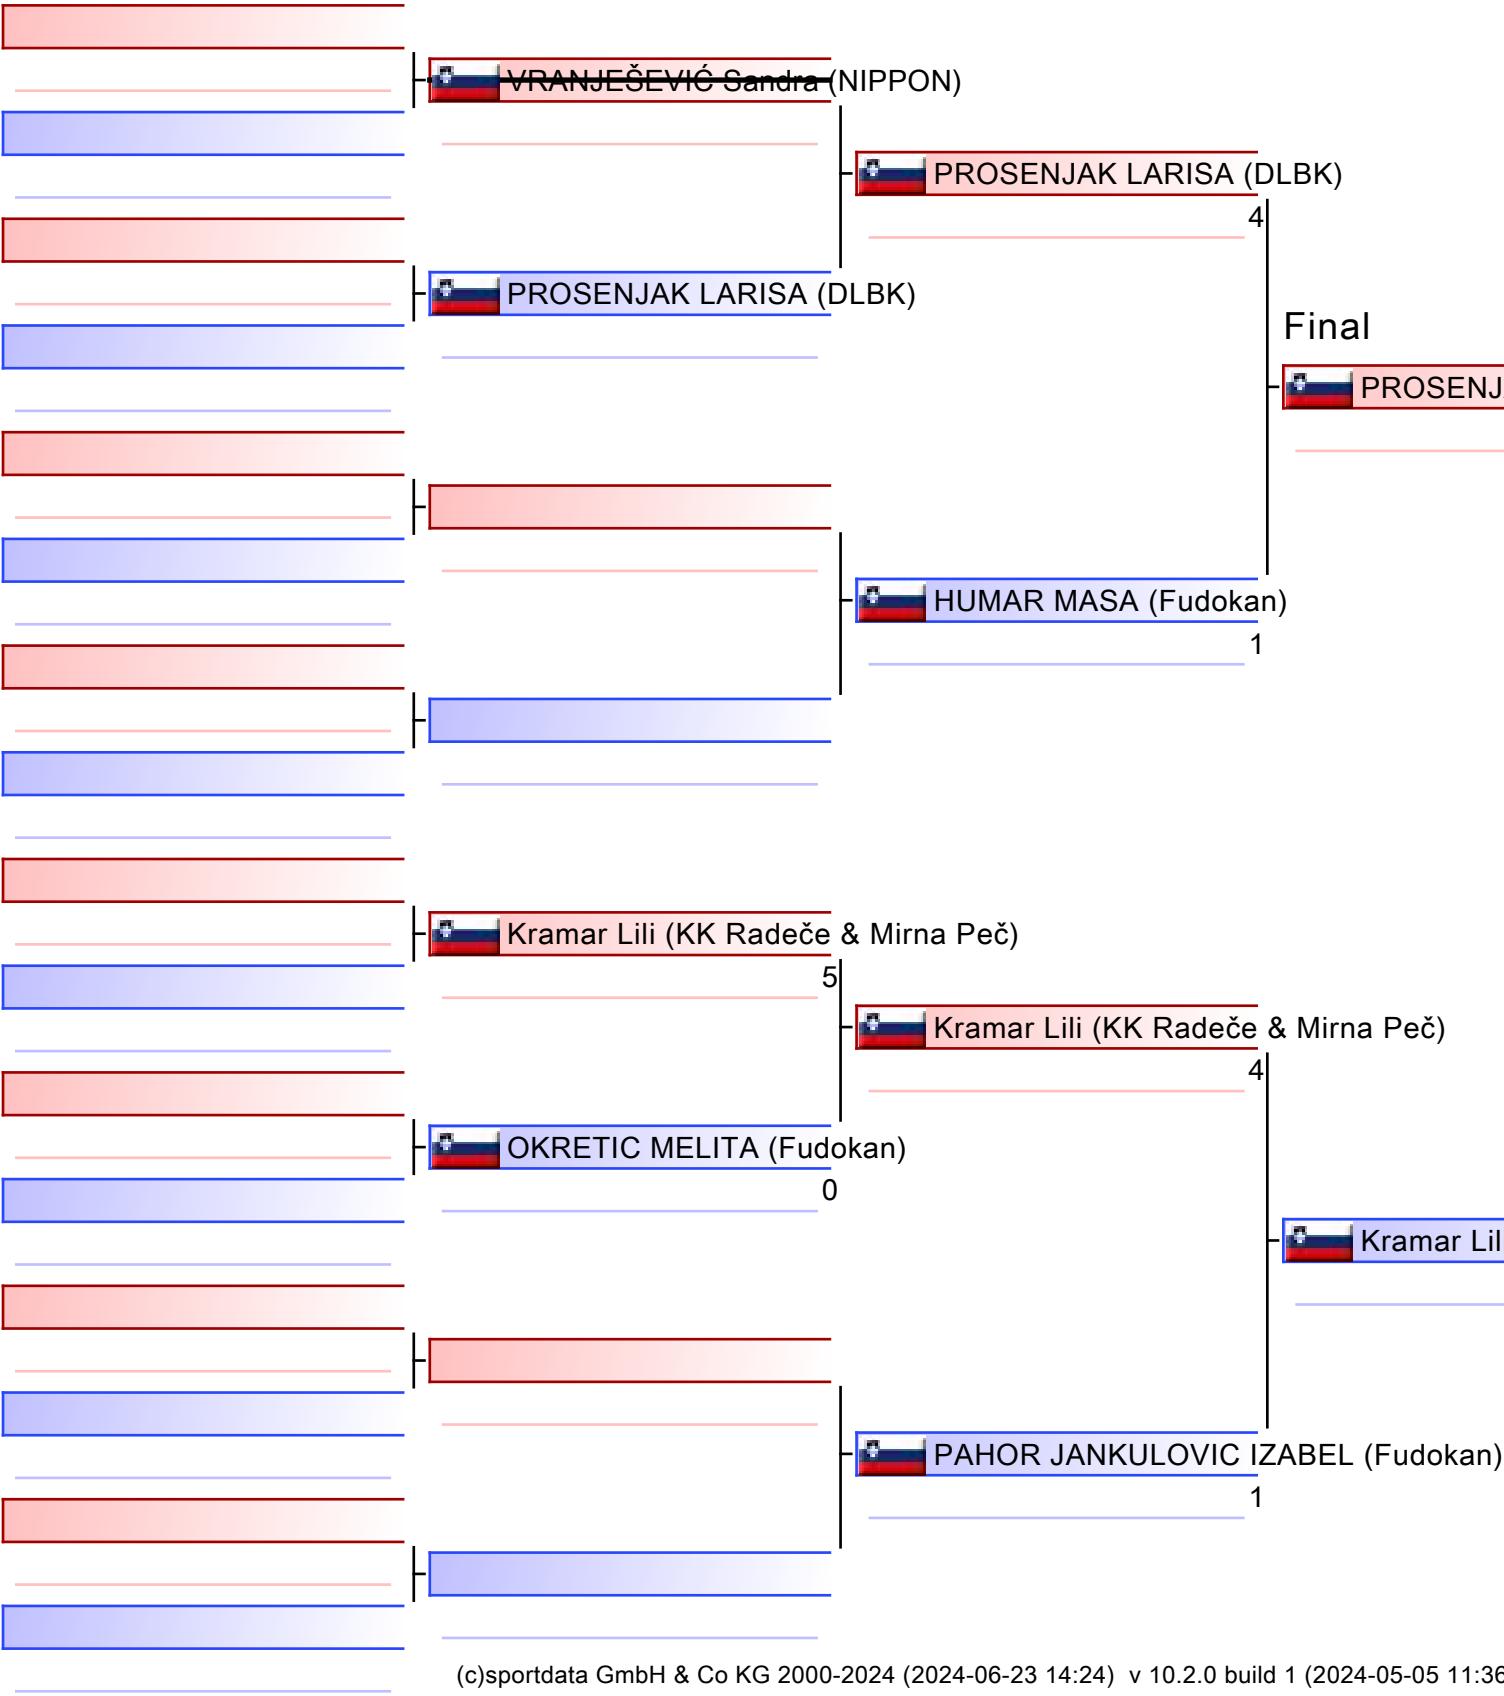 VRANJEŠEVIĆ Sandra (NIPPON)
PROSENJAK LARISA (DLBK)
4
PROSENJAK LARISA (DLBK)
Final
PROSENJ
HUMAR MASA (Fudokan)
1
Kramar Lili (KK Radeče & Mirna Peč)
5
Kramar Lili (KK Radeče & Mirna Peč)
4
OKRETIC MELITA (Fudokan)
0
Kramar Lil
PAHOR JANKULOVIC IZABEL (Fudokan)
1
(c)sportdata GmbH & Co KG 2000-2024 (2024-06-23 14:24) v 10.2.0 build 1 (2024-05-05 11:36